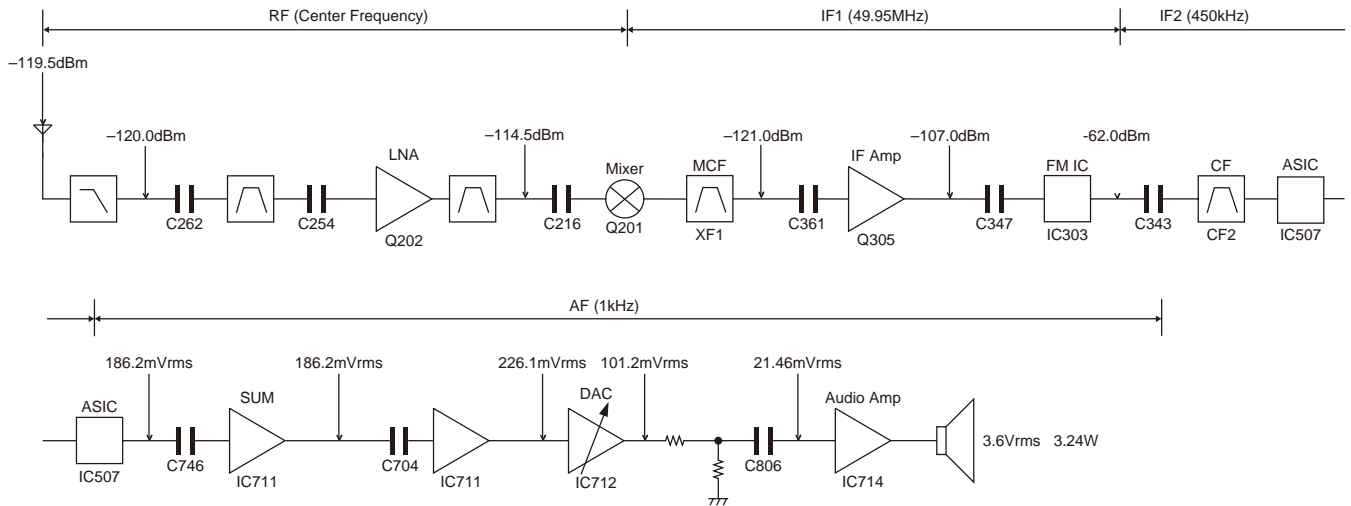 RF (Center Frequency) IF1 (49.95MHz) IF2 (450kHz)
–119.5dBm
–120.0dBm –114.5dBm –121.0dBm –107.0dBm -62.0dBm
LNA Mixer MCF IF Amp FM IC CF ASIC
C262 C254 Q202 C216 Q201 XF1 C361 Q305 C347 IC303 C343 CF2 IC507
AF (1kHz)
186.2mVrms 186.2mVrms 226.1mVrms 101.2mVrms 21.46mVrms
ASIC SUM DAC Audio Amp
3.6Vrms 3.24W
IC507 C746 IC711 C704 IC711 IC712 C806 IC714